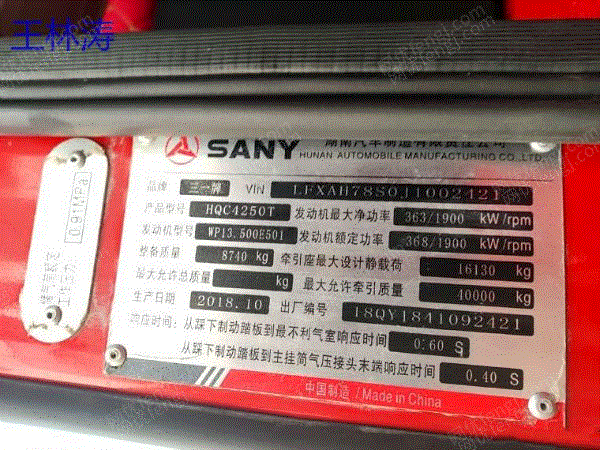 王林涛
SANY 湖南汽车制造有限责任公司
HUNAN AUTOMOBILE MANUFACTURING CO.,LTD.
品牌 三一牌 VIN LFXAH78S0J1002421
产品型号 HQC4250T 发动机最大净功率 363/1900 kW/rpm
发动机型号 WP13.500E501 发动机额定功率 368/1900 kW/rpm
整备质量 8740 kg 牵引座最大设计静载荷 16130 kg
最大允许总质量 kg 最大允许牵引质量 40000 kg
生产日期 2018.10 出厂编号 18QY1841092421
响应时间：从踩下制动踏板到最不利气室响应时间 0.60 S
从踩下制动踏板到主挂筒气压接头末端响应时间 0.40 S
中国制造 / Made in China
工作压力 0.91MPa